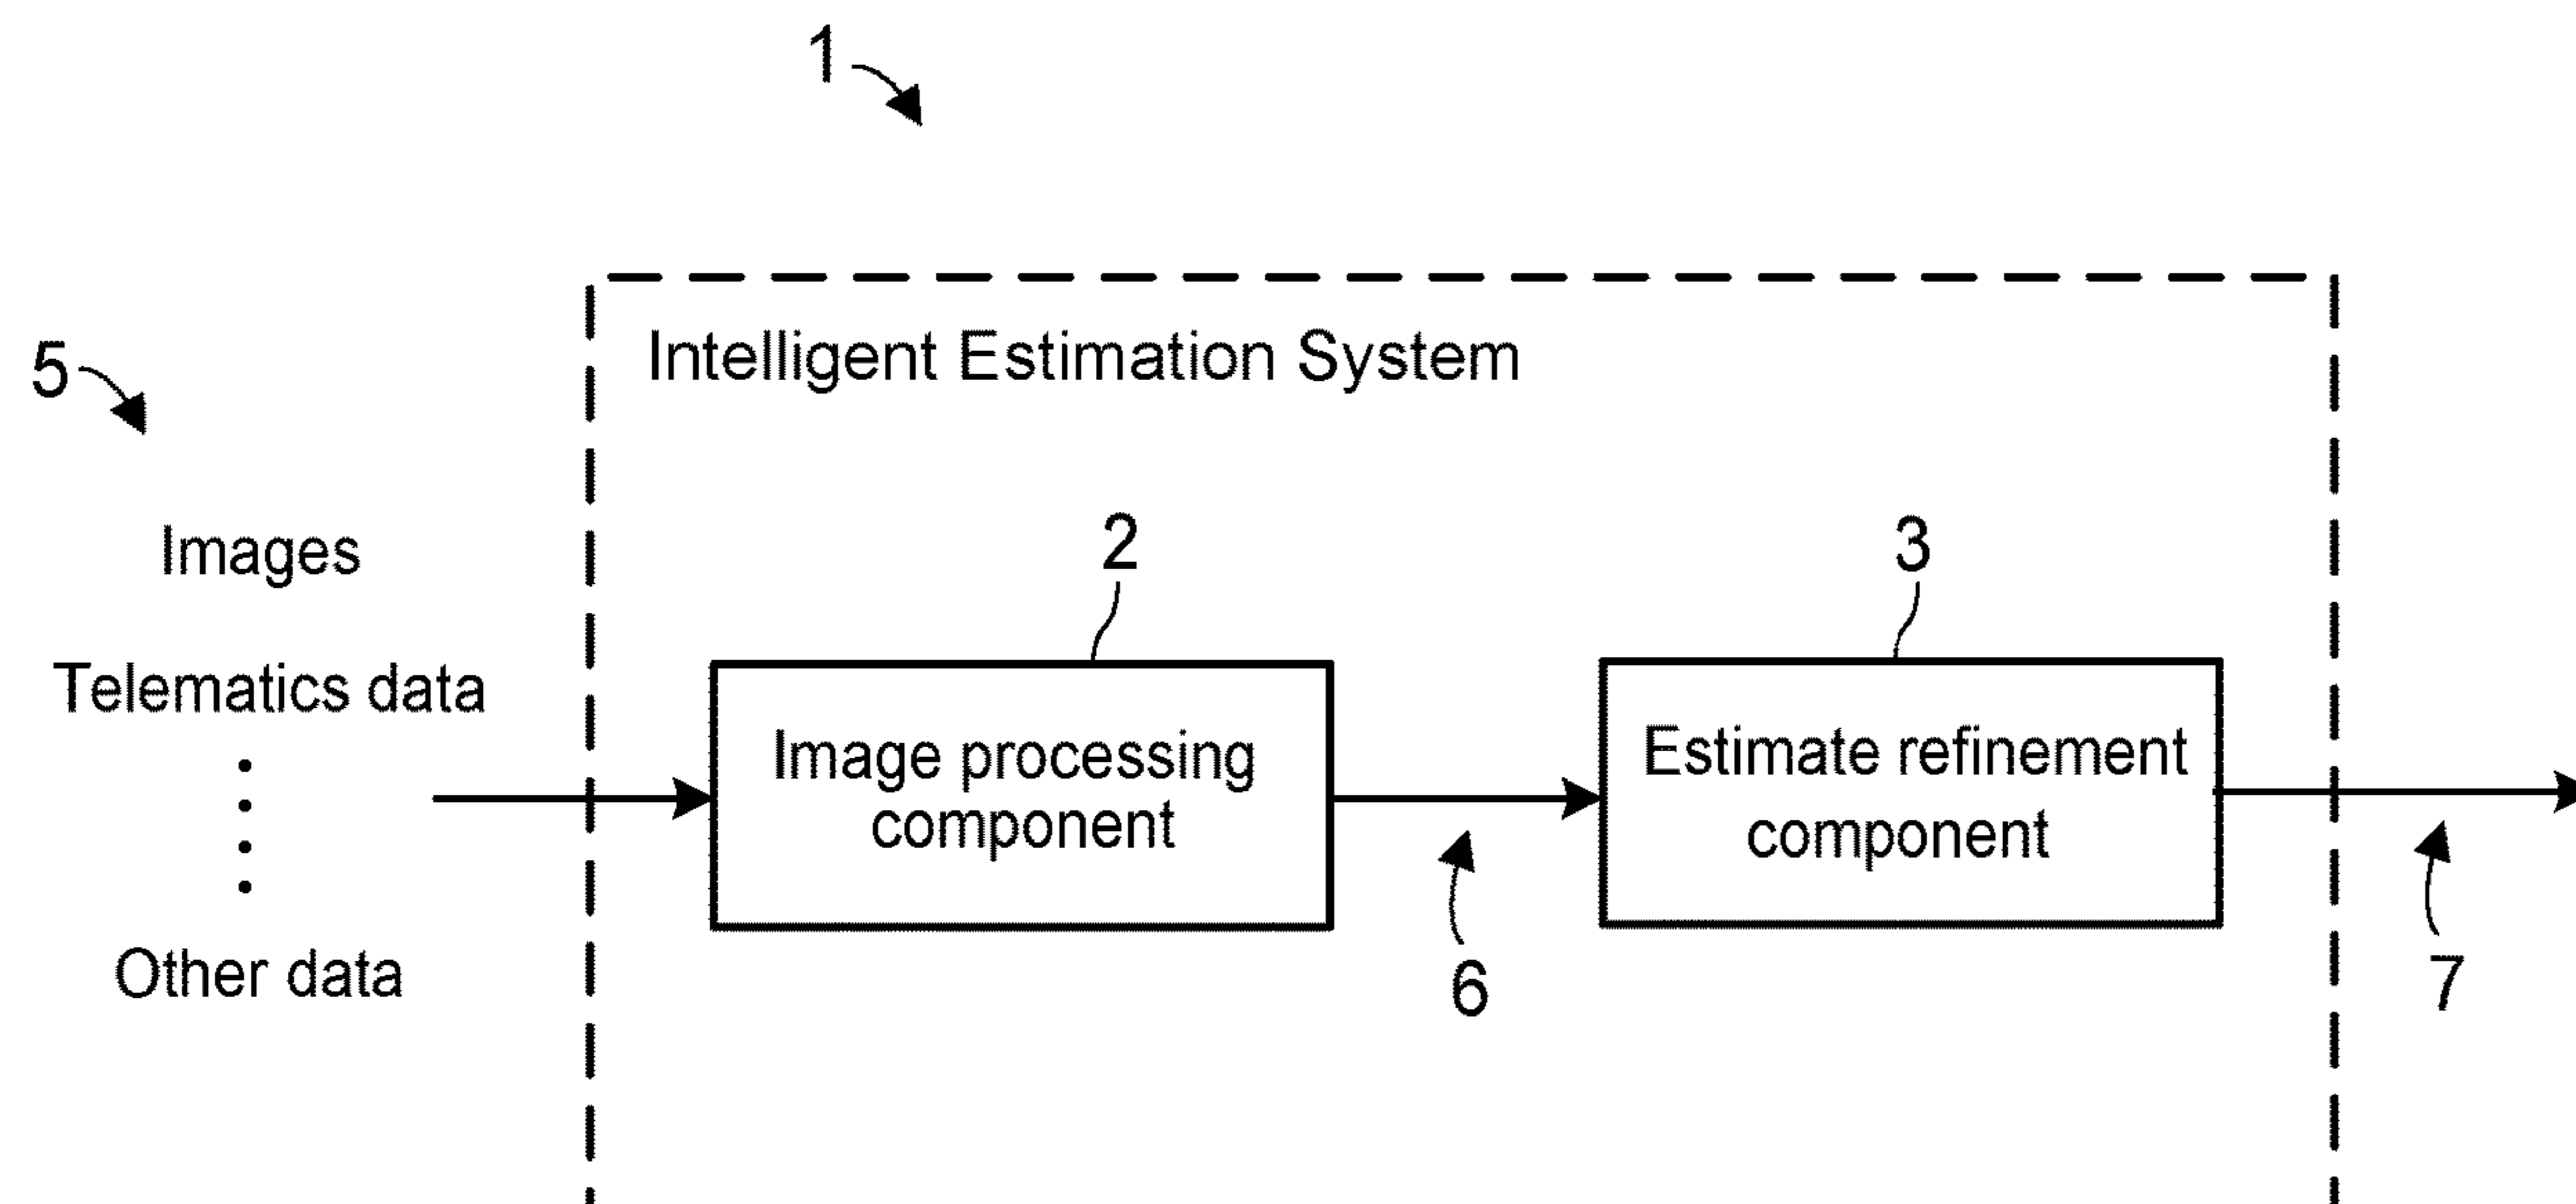 1
Intelligent Estimation System
5
Images
2
3
Telematics data
Image processing
component
Estimate refinement
component
Other data
6
7